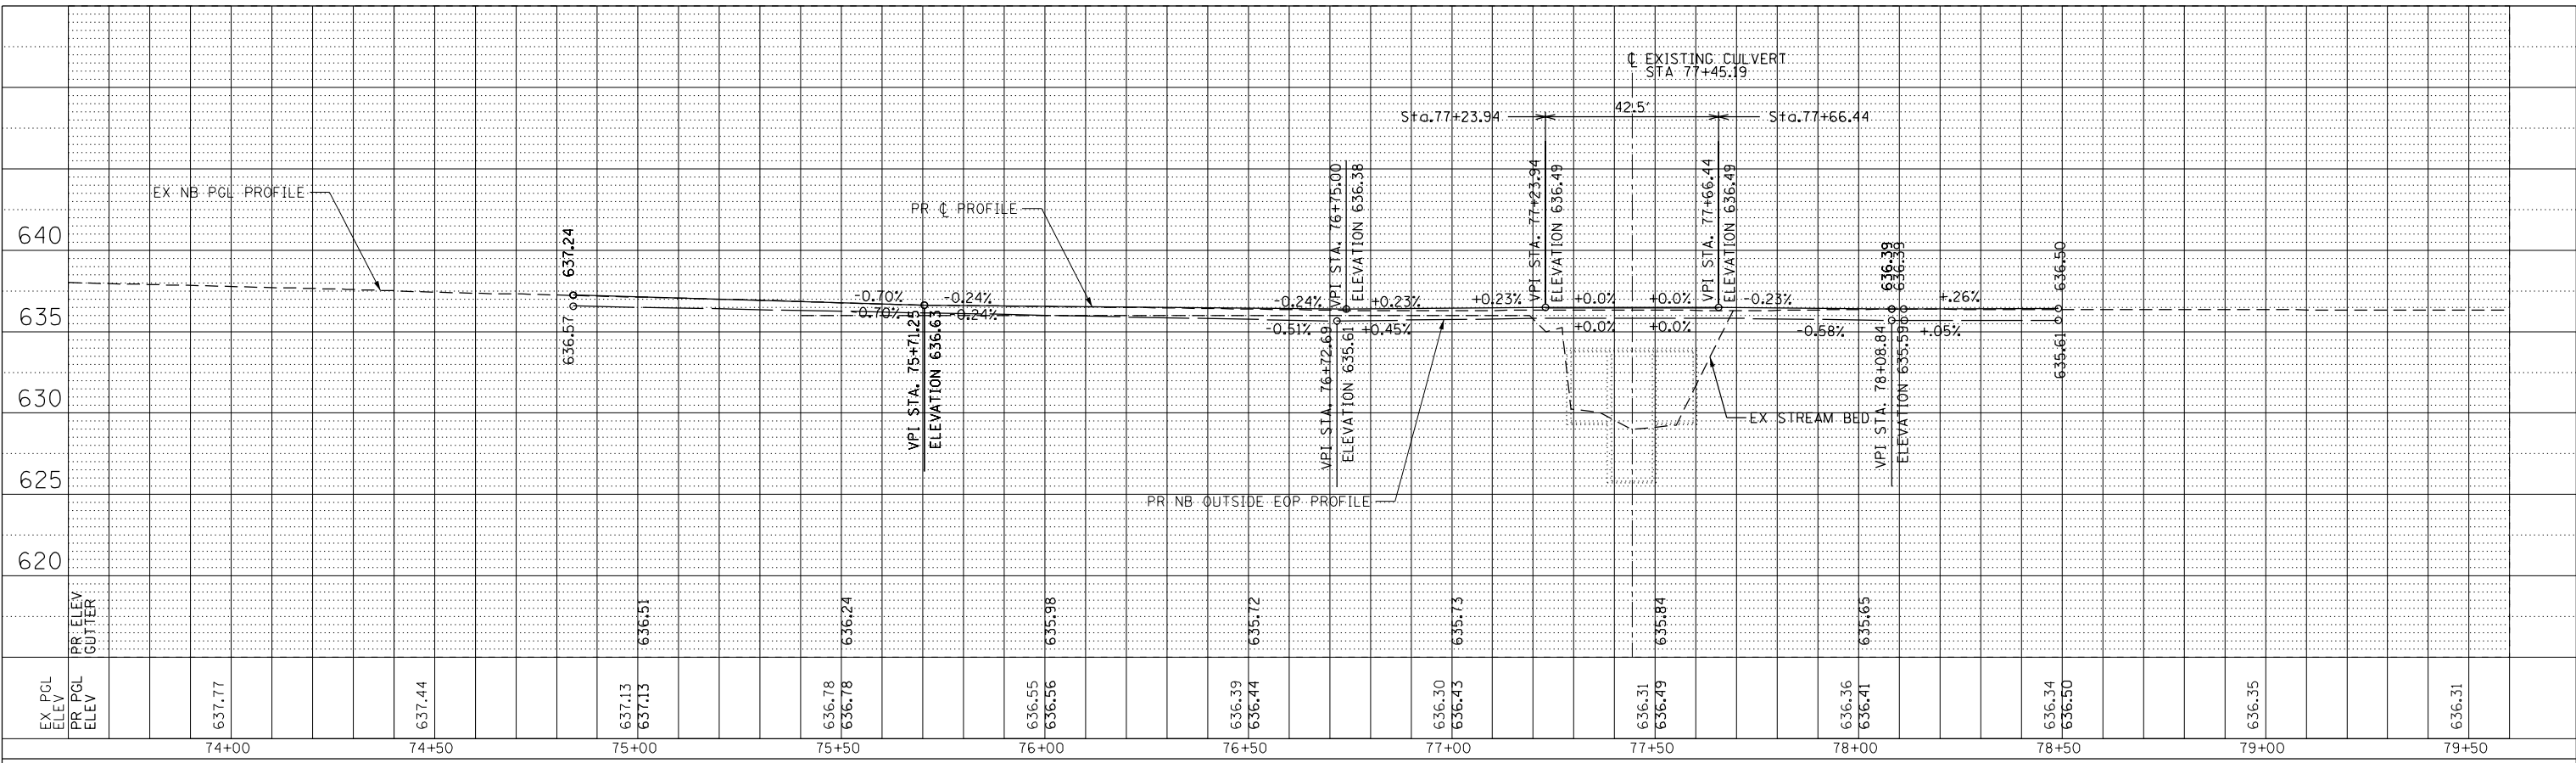 ℄ EXISTING CULVERT
STA 77+45.19
42.5'
Sta.77+23.94
Sta.77+66.44
EX NB PGL PROFILE
PR ℄ PROFILE
VPI STA. 76+75.00
ELEVATION 636.38
VPI STA. 77+23.94
ELEVATION 636.49
VPI STA. 77+66.44
ELEVATION 636.49
640
637.24
636.39
636.39
636.50
-0.70%
-0.24%
-0.24%
+0.23%
+0.23%
+0.0%
+0.0%
-0.23%
+.26%
635
636.57
-0.70%
-0.24%
-0.51%
+0.45%
+0.0%
+0.0%
-0.58%
+.05%
635.61
VPI STA. 75+71.25
ELEVATION 636.63
VPI STA. 76+72.69
ELEVATION 635.61
VPI STA. 78+08.84
ELEVATION 635.59
630
EX STREAM BED
625
PR NB OUTSIDE EOP PROFILE
620
PR ELEV
GUTTER
636.51
636.24
635.98
635.72
635.73
635.84
635.65
EX PGL
ELEV
PR PGL
ELEV
637.77
637.44
637.13
637.13
636.78
636.78
636.55
636.56
636.39
636.44
636.30
636.43
636.31
636.49
636.36
636.41
636.34
636.50
636.35
636.31
74+00
74+50
75+00
75+50
76+00
76+50
77+00
77+50
78+00
78+50
79+00
79+50